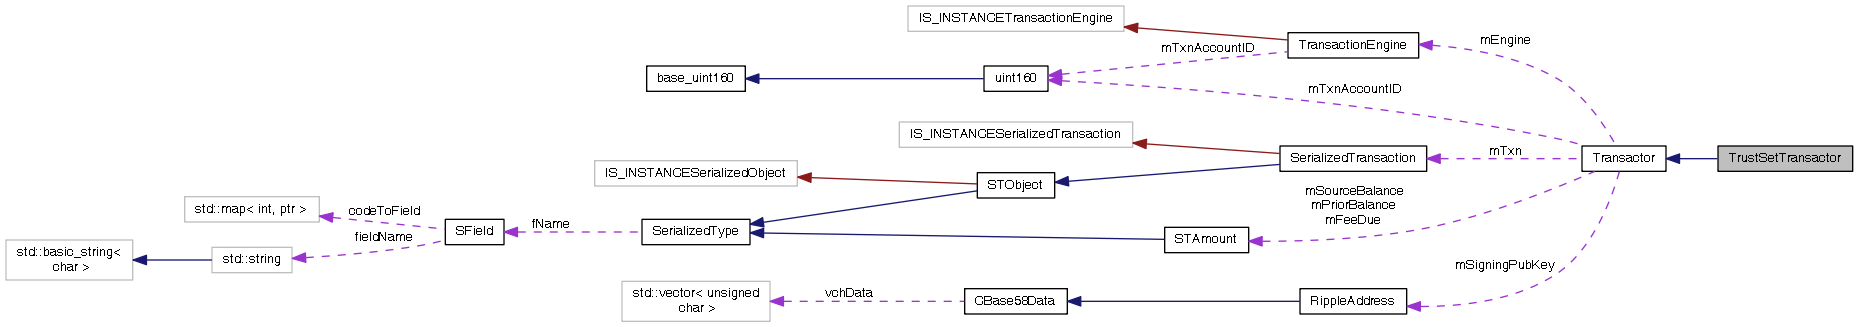 IS_INSTANCETransactionEngine
mEngine
TransactionEngine
mTxnAccountID
base_uint160
uint160
mTxnAccountID
IS_INSTANCESerializedTransaction
mTxn
SerializedTransaction
Transactor
TrustSetTransactor
IS_INSTANCESerializedObject
STObject
mSourceBalance
mPriorBalance
mFeeDue
std::map< int, ptr >
codeToField
fName
SField
SerializedType
fieldName
STAmount
std::basic_string<
char >
std::string
mSigningPubKey
std::vector< unsigned
char >
vchData
CBase58Data
RippleAddress